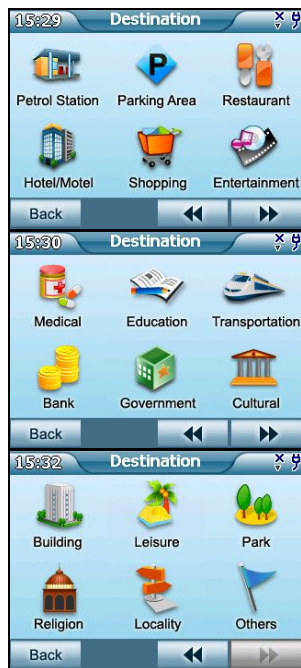 15:29 Destination
Petrol Station Parking Area Restaurant
Hotel/Motel Shopping Entertainment
Back
15:30 Destination
Medical Education Transportation
Bank Government Cultural
Back
15:32 Destination
Building Leisure Park
Religion Locality Others
Back